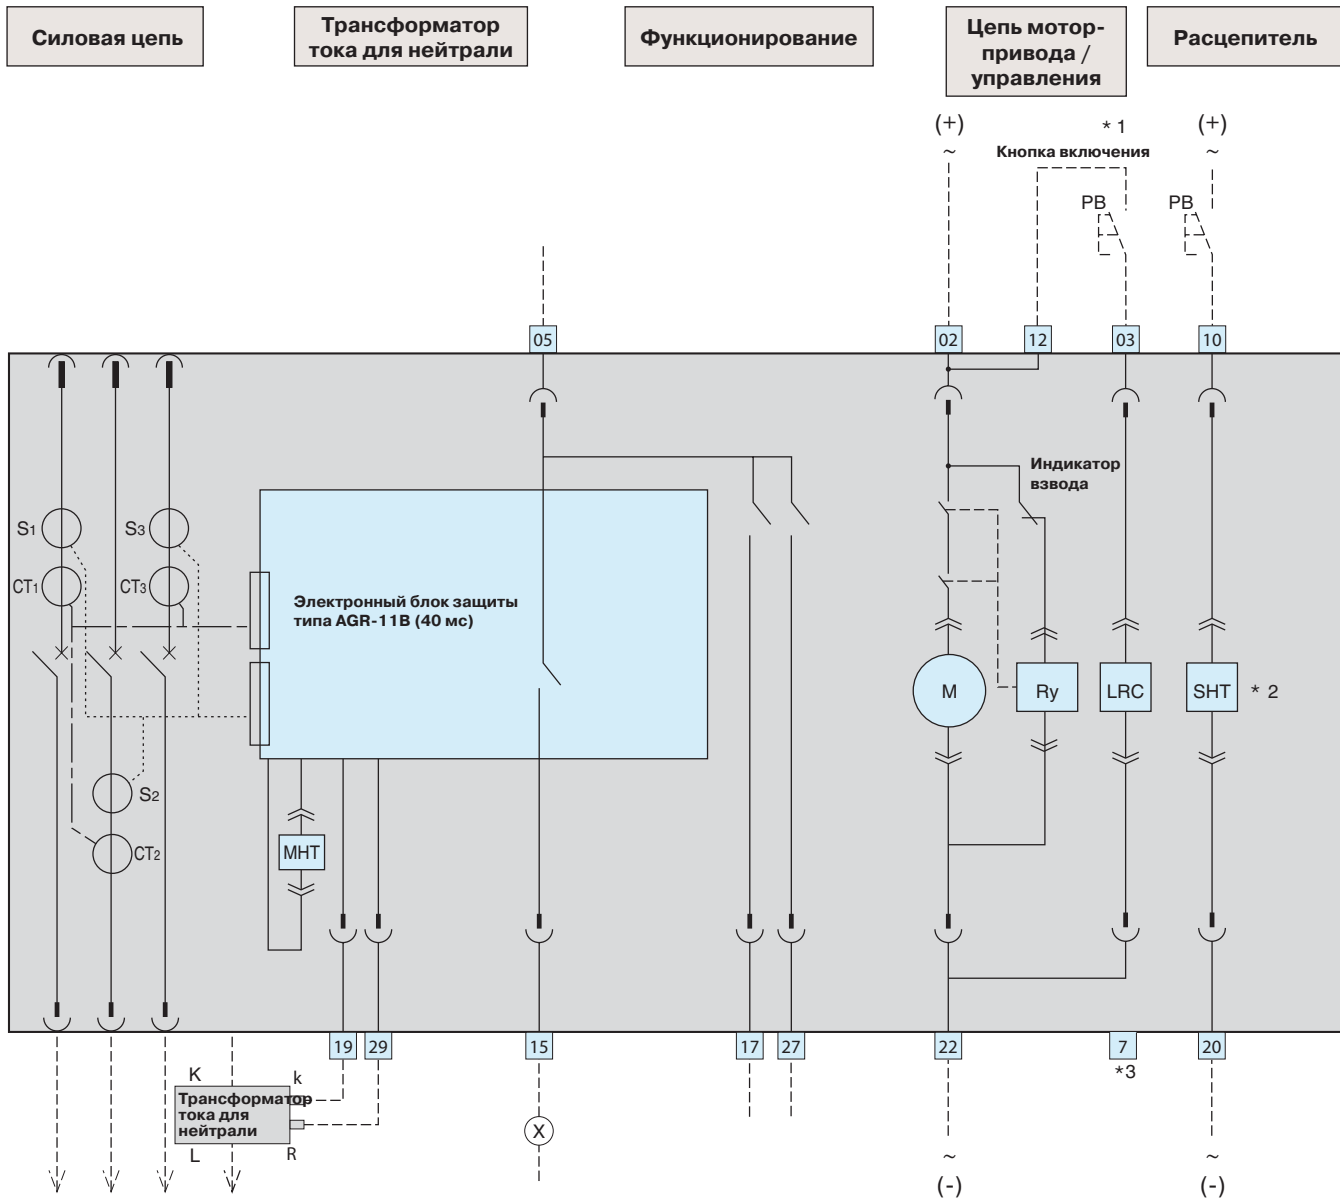 Силовая цепь
Трансформатор
тока для нейтрали
Функционирование
Цепь мотор-
привода /
управления
Расцепитель
(+)
* 1
(+)
~
Кнопка включения
~
PB
PB
05
02
12
03
10
Индикатор
взвода
S1
S3
CT1
CT3
Электронный блок защиты
типа AGR-11B (40 мс)
M
Ry
LRC
SHT
* 2
S2
CT2
MHT
19
29
15
17
27
22
7
20
*3
K
k
Трансформатор
тока для
нейтрали
L
R
X
~
~
(-)
(-)